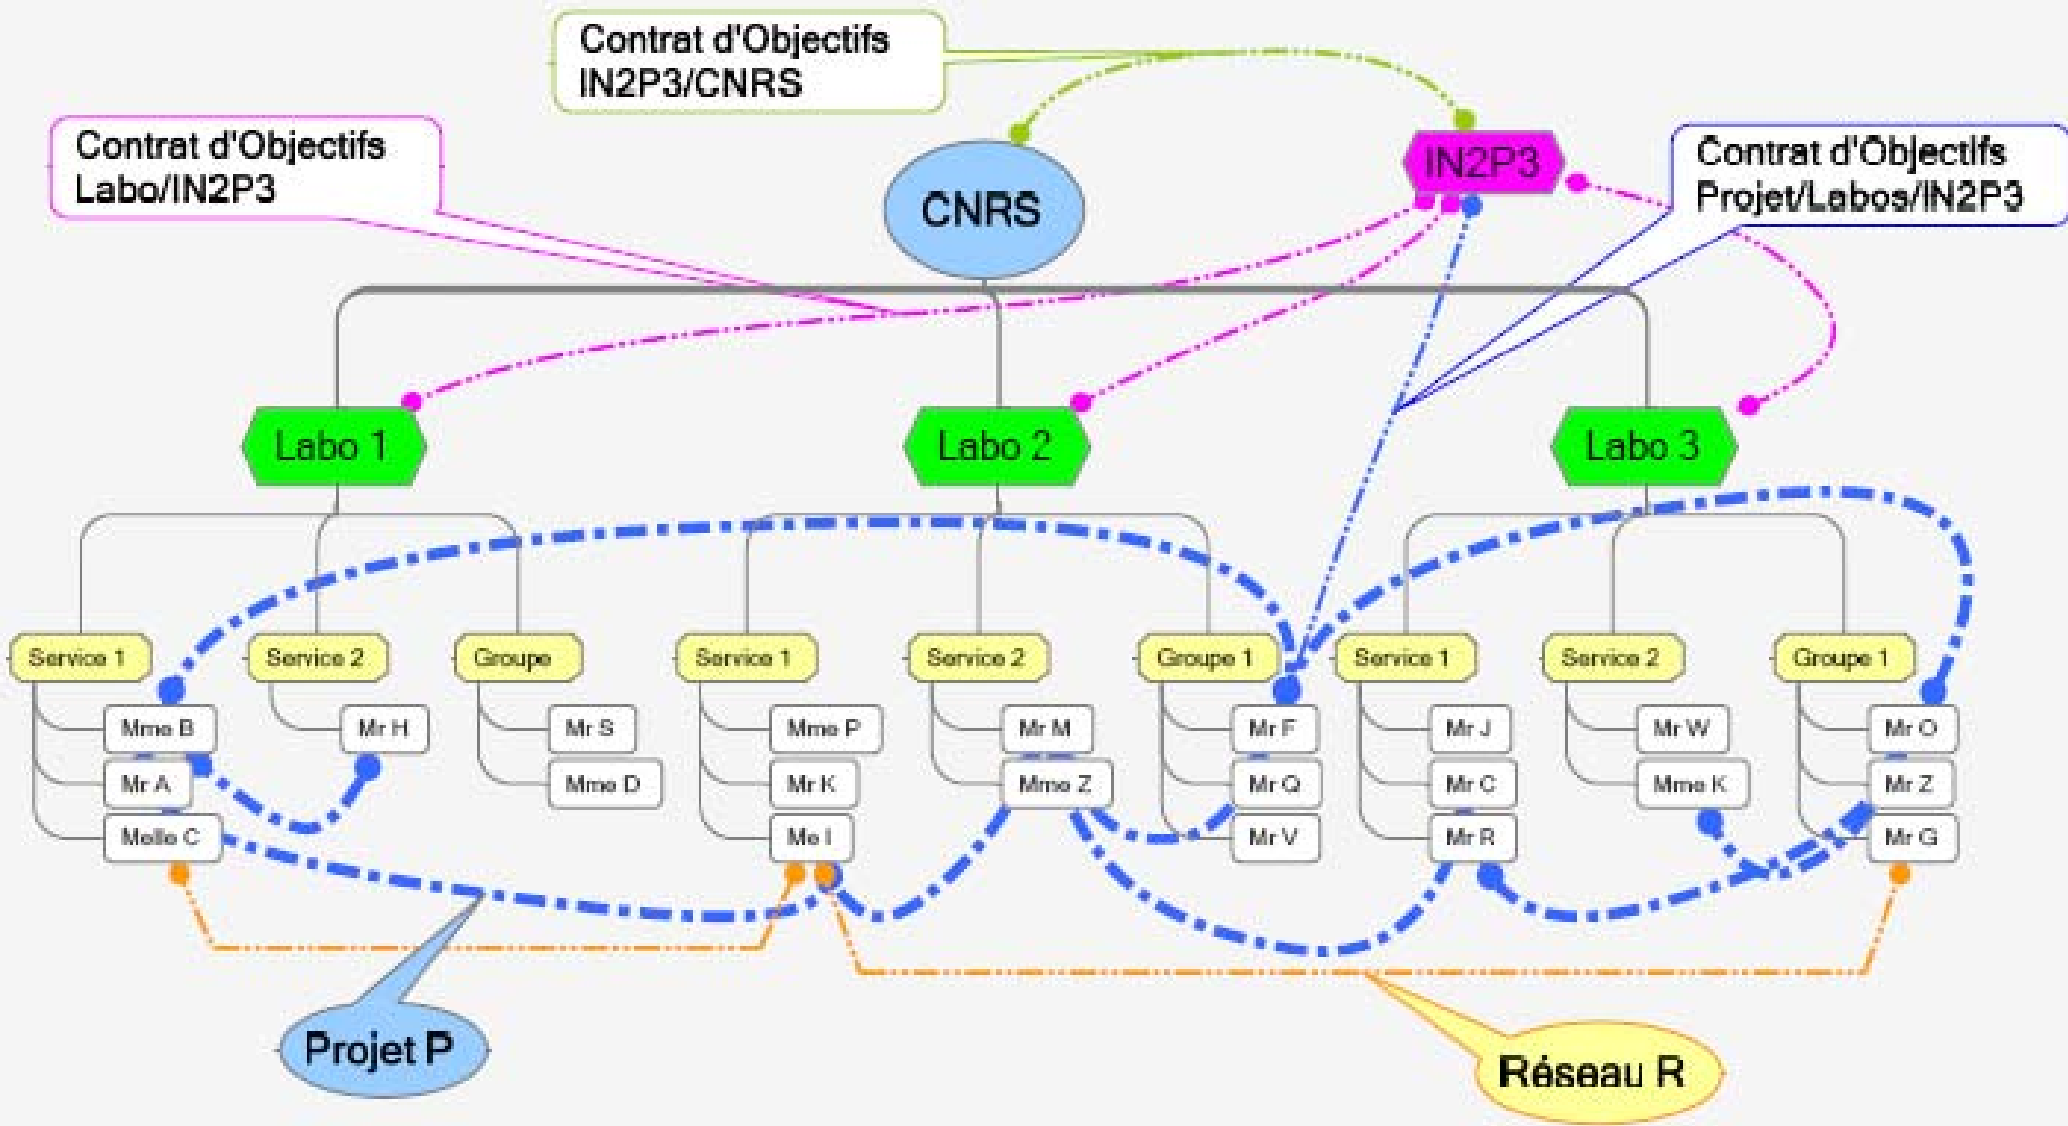 Contrat d'Objectifs
IN2P3/CNRS
Contrat d'Objectifs
Labo/IN2P3
CNRS
IN2P3
Contrat d'Objectifs
Projet/Labos/IN2P3
Labo 1
Labo 2
Labo 3
Service 1
Service 2
Groupe
Service 1
Service 2
Groupe 1
Service 1
Service 2
Groupe 1
Mme B
Mr H
Mr S
Mme P
Mr M
Mr F
Mr J
Mr W
Mr O
Mr A
Mme D
Mr K
Mme Z
Mr Q
Mr C
Mme K
Mr Z
Melle C
Me I
Mr V
Mr R
Mr G
Projet P
Réseau R